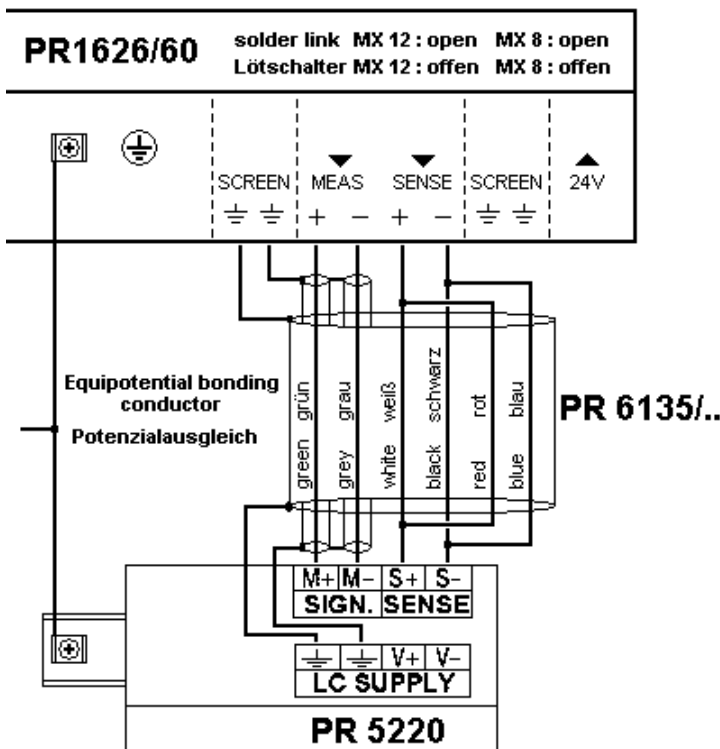 PR1626/60
solder link MX 12 : open MX 8 : open
Lötschalter MX 12 : offen MX 8 : offen
SCREEN MEAS SENSE SCREEN 24V
+ − + −
Equipotential bonding
conductor
Potenzialausgleich
green grün
grey grau
white weiß
black schwarz
red rot
blue blau
PR 6135/..
M+ M- S+ S-
SIGN. SENSE
V+ V-
LC SUPPLY
PR 5220